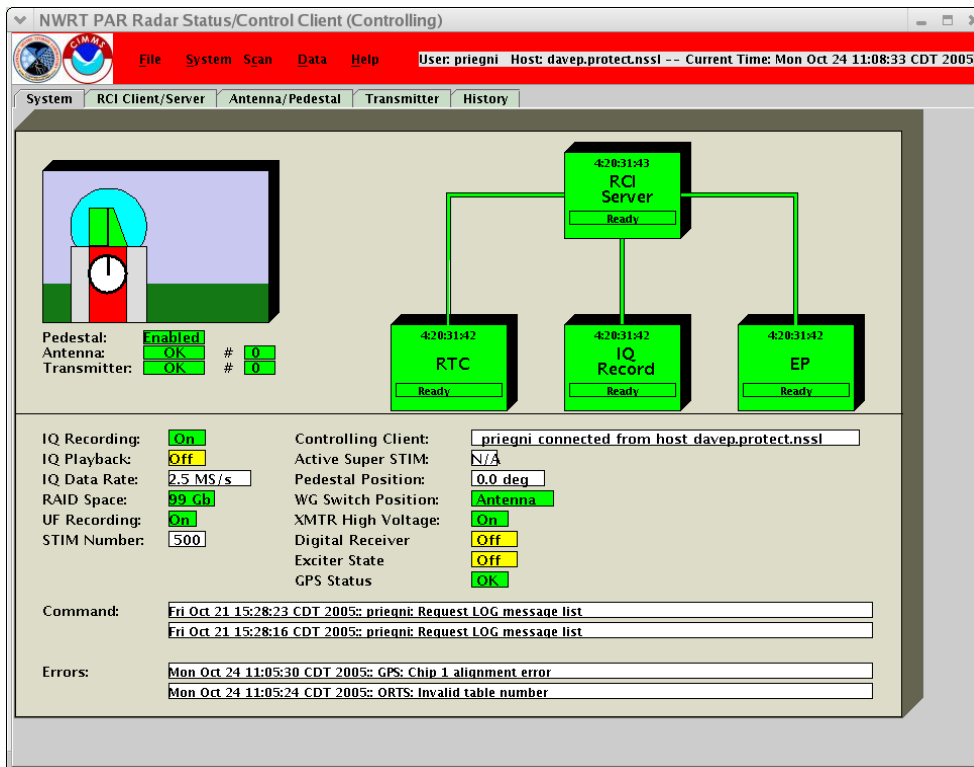 NWRT PAR Radar Status/Control Client (Controlling)
CIMMS
File System Scan Data Help User: priegni Host: davep.protect.nssl -- Current Time: Mon Oct 24 11:08:33 CDT 2005
System RCI Client/Server Antenna/Pedestal Transmitter History
4:20:31:43
RCI
Server
Ready
Pedestal: Enabled
Antenna: OK # 0
Transmitter: OK # 0
4:20:31:42
RTC
Ready
4:20:31:42
IQ
Record
Ready
4:20:31:42
EP
Ready
IQ Recording: On
IQ Playback: Off
IQ Data Rate: 2.5 MS/s
RAID Space: 99 Gb
UF Recording: On
STIM Number: 500
Controlling Client: priegni connected from host davep.protect.nssl
Active Super STIM: N/A
Pedestal Position: 0.0 deg
WG Switch Position: Antenna
XMTR High Voltage: On
Digital Receiver Off
Exciter State Off
GPS Status OK
Command: Fri Oct 21 15:28:23 CDT 2005:: priegni: Request LOG message list
Fri Oct 21 15:28:16 CDT 2005:: priegni: Request LOG message list
Errors: Mon Oct 24 11:05:30 CDT 2005:: GPS: Chip 1 alignment error
Mon Oct 24 11:05:24 CDT 2005:: ORTS: Invalid table number